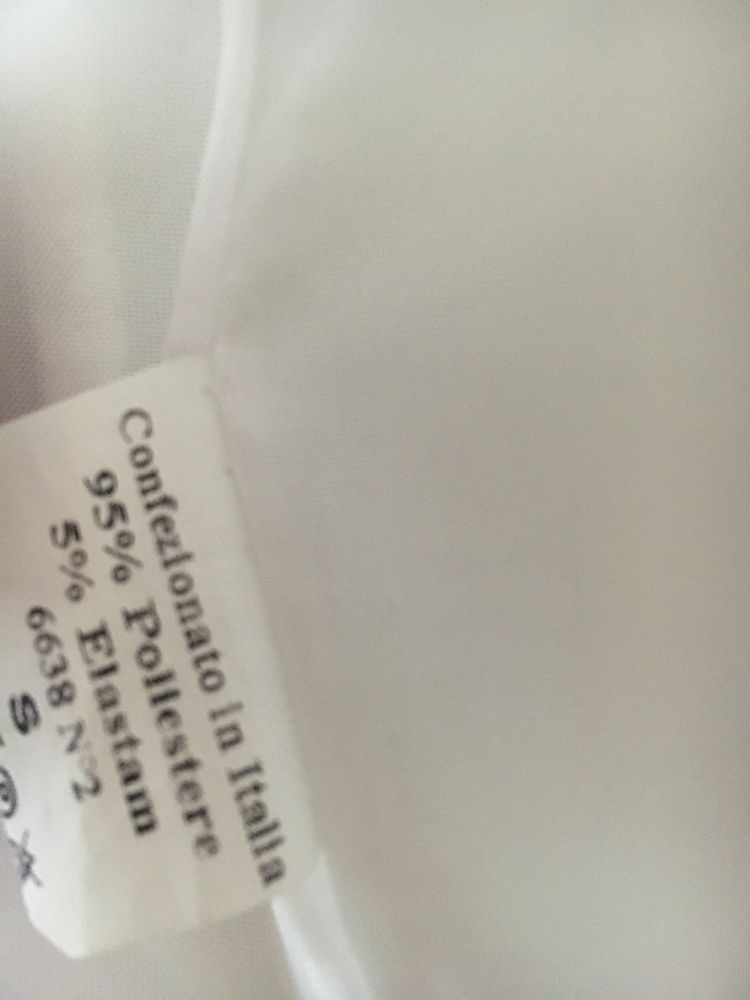 Confezionato in Italia
95% Poliestere
5% Elastam
6638 N°2
S